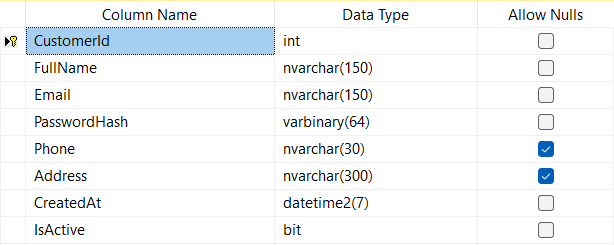 Column Name Data Type Allow Nulls
CustomerId int
FullName nvarchar(150)
Email nvarchar(150)
PasswordHash varbinary(64)
Phone nvarchar(30)
Address nvarchar(300)
CreatedAt datetime2(7)
IsActive bit